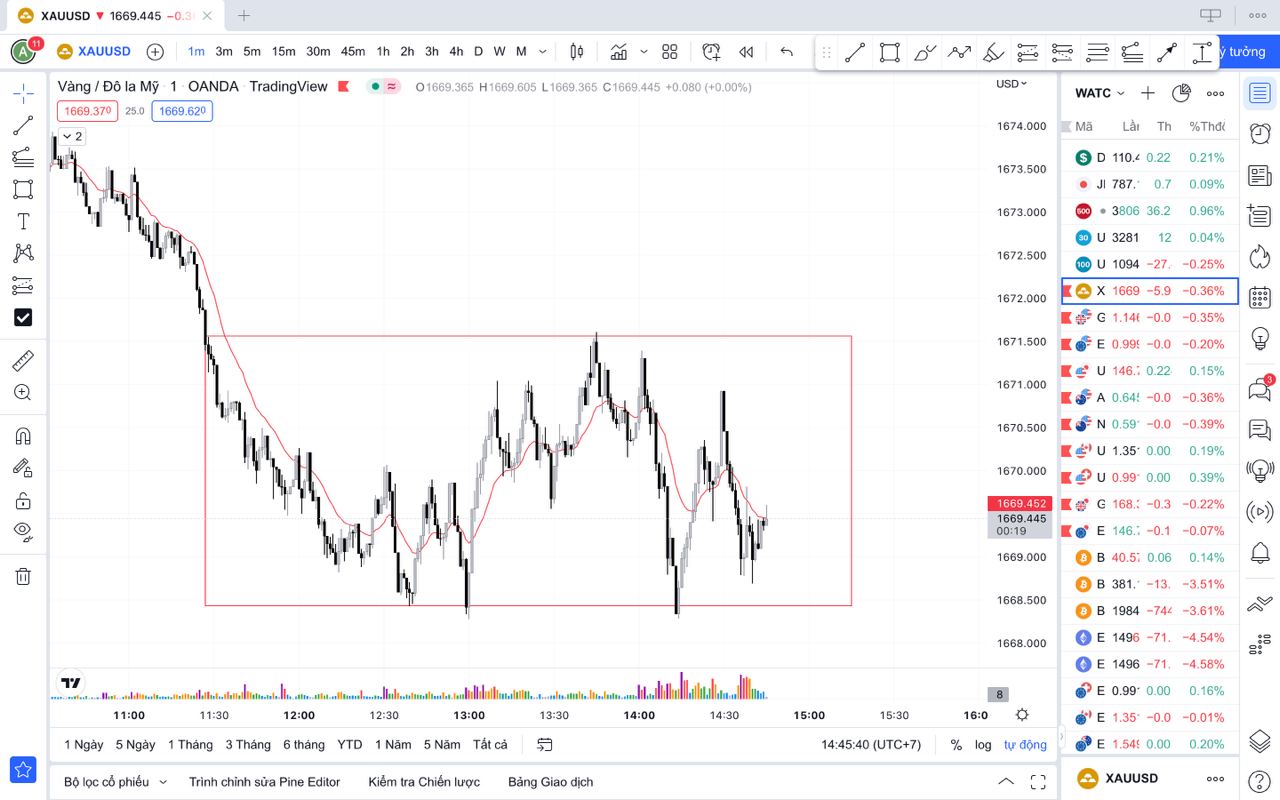 XAUUSD ▼ 1669.445 −0.3
A 11 XAUUSD 1m 3m 5m 15m 30m 45m 1h 2h 3h 4h D W M ý tưởng
Vàng / Đô la Mỹ · 1 · OANDA · TradingView O1669.365 H1669.605 L1669.365 C1669.445 +0.080 (+0.00%)
1669.370 25.0 1669.620
2
USD
1674.000
1673.500
1673.000
1672.500
1672.000
1671.500
1671.000
1670.500
1670.000
1669.452
1669.445
00:19
1669.000
1668.500
1668.000
8
11:00 11:30 12:00 12:30 13:00 13:30 14:00 14:30 15:00 15:30 16:0
1 Ngày 5 Ngày 1 Tháng 3 Tháng 6 tháng YTD 1 Năm 5 Năm Tất cả 14:45:40 (UTC+7) % log tự động
Bộ lọc cổ phiếu Trình chỉnh sửa Pine Editor Kiểm tra Chiến lược Bảng Giao dịch
WATC
Mã Lần Th %Thđ
D 110.4 0.22 0.21%
JI 787. 0.7 0.09%
500 3806 36.2 0.96%
30 U 3281 12 0.04%
100 U 1094 −27. −0.25%
X 1669 −5.9 −0.36%
G 1.146 −0.0 −0.35%
E 0.999 −0.0 −0.20%
U 146. 0.22 0.15%
A 0.645 −0.0 −0.36%
N 0.59 −0.0 −0.39%
U 1.35 0.00 0.19%
U 0.99 0.00 0.39%
G 168. −0.3 −0.22%
E 146. −0.1 −0.07%
B 40.57 0.06 0.14%
B 381. −13. −3.51%
B 1984 −744 −3.61%
E 1496 −71. −4.54%
E 1496 −71. −4.58%
E 0.99 0.00 0.16%
E 1.35 −0.0 −0.01%
E 1.549 0.00 0.20%
XAUUSD
3